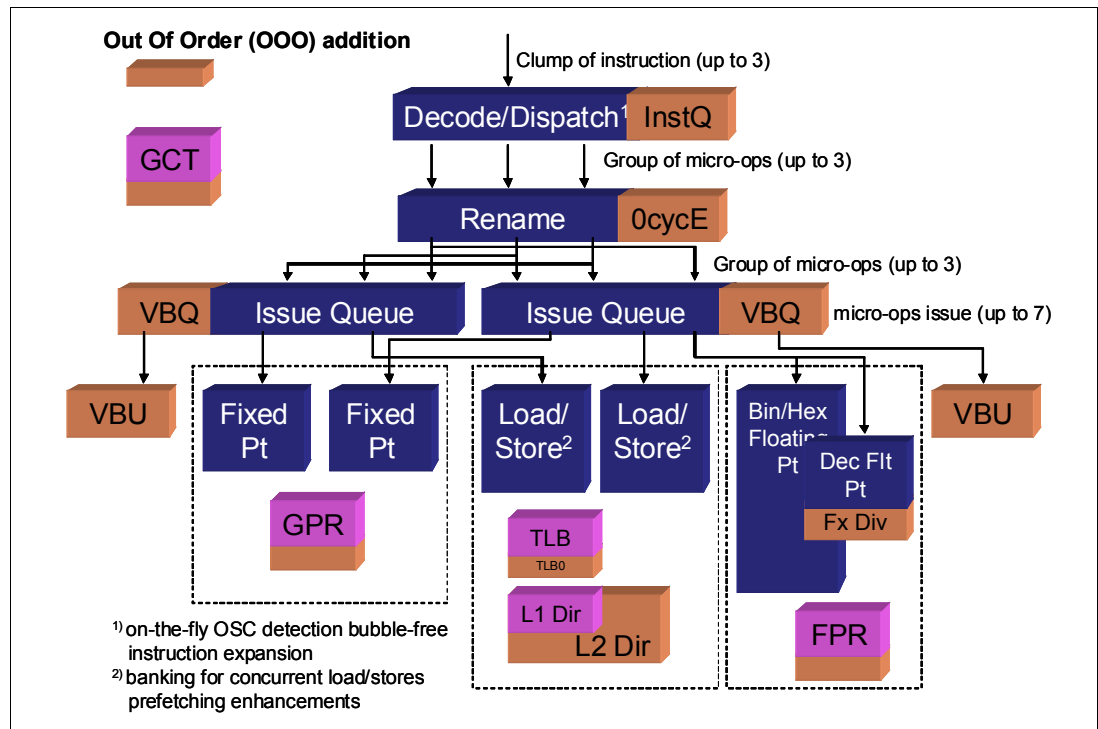 Out Of Order (OOO) addition
Clump of instruction (up to 3)
Decode/Dispatch1
InstQ
GCT
Group of micro-ops (up to 3)
Rename
0cycE
Group of micro-ops (up to 3)
VBQ
Issue Queue
Issue Queue
VBQ
micro-ops issue (up to 7)
VBU
Fixed
Pt
Fixed
Pt
Load/
Store2
Load/
Store2
Bin/Hex
Floating
Pt
Dec Flt
Pt
Fx Div
VBU
GPR
TLB
TLB0
L1 Dir
L2 Dir
FPR
1) on-the-fly OSC detection bubble-free
instruction expansion
2) banking for concurrent load/stores
prefetching enhancements